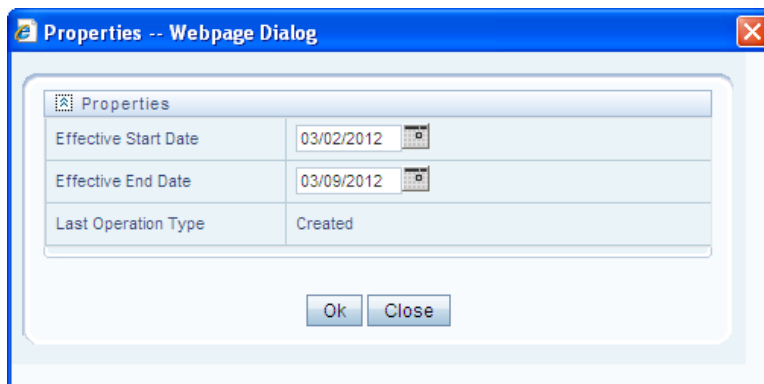 Properties -- Webpage Dialog
Properties
Effective Start Date 03/02/2012
Effective End Date 03/09/2012
Last Operation Type Created
Ok Close